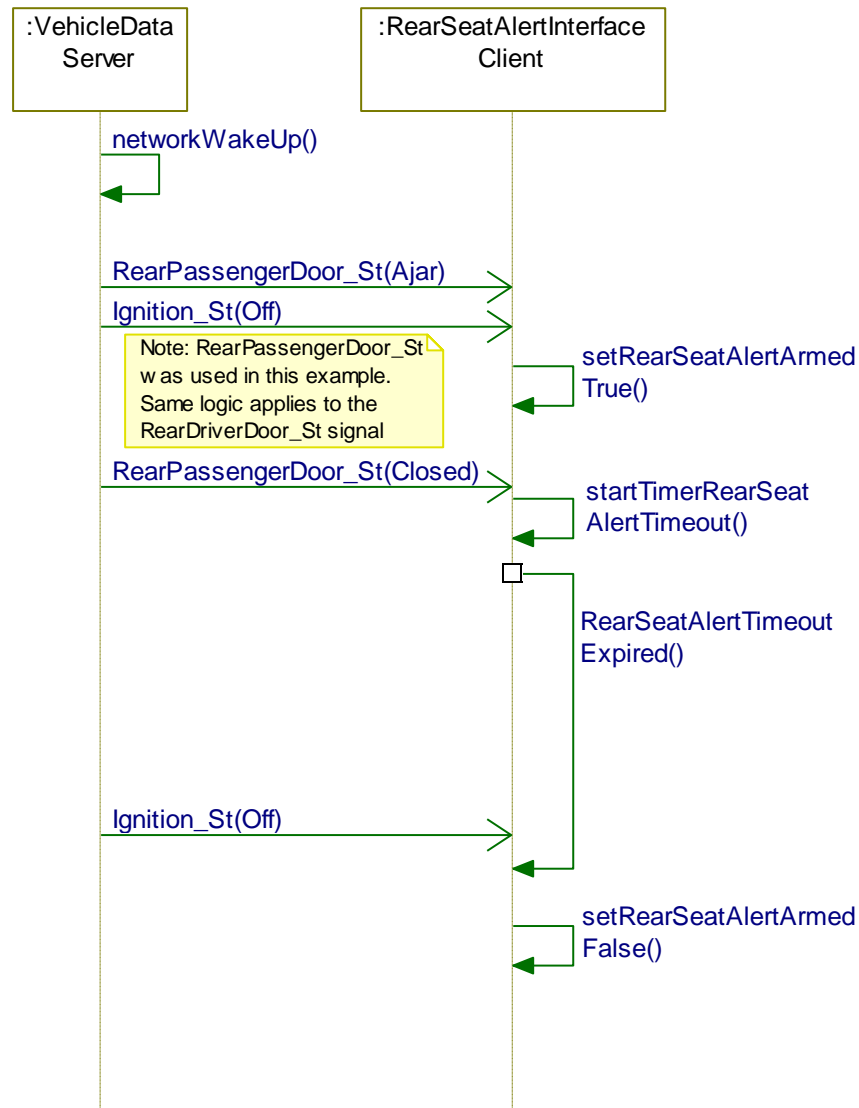 :VehicleData
Server
:RearSeatAlertInterface
Client
networkWakeUp()
RearPassengerDoor_St(Ajar)
Ignition_St(Off)
Note: RearPassengerDoor_St
was used in this example.
Same logic applies to the
RearDriverDoor_St signal
setRearSeatAlertArmed
True()
RearPassengerDoor_St(Closed)
startTimerRearSeat
AlertTimeout()
RearSeatAlertTimeout
Expired()
Ignition_St(Off)
setRearSeatAlertArmed
False()